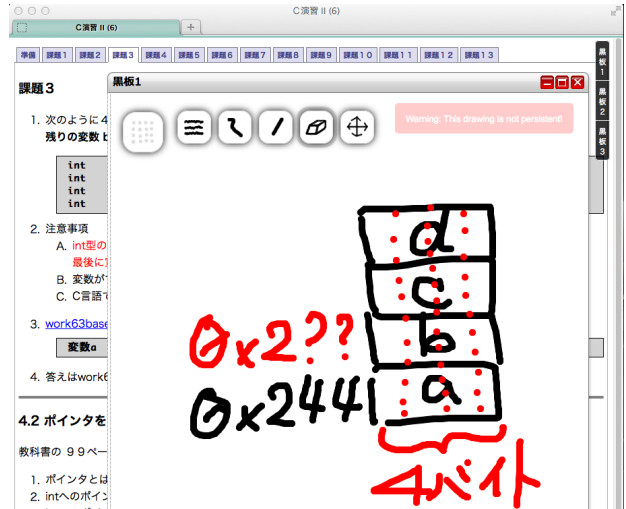 C演習 II (6)
C演習 II (6)
準備 課題1 課題2 課題3 課題4 課題5 課題6 課題7 課題8 課題9 課題10 課題11 課題12 課題13
黒板1
黒板2
黒板3
課題3
黒板1
Warning: This drawing is not persistent!
1. 次のように4
残りの変数 b
int
int
int
int
2. 注意事項
A. int型の
最後に
B. 変数が
C. C言語で
3. work63base
変数a
4. 答えはwork6
4.2 ポインタを
教科書の 99ペー
1. ポインタとは
2. intへのポイン
d
c
0x2?? b
0x244 a
4バイト